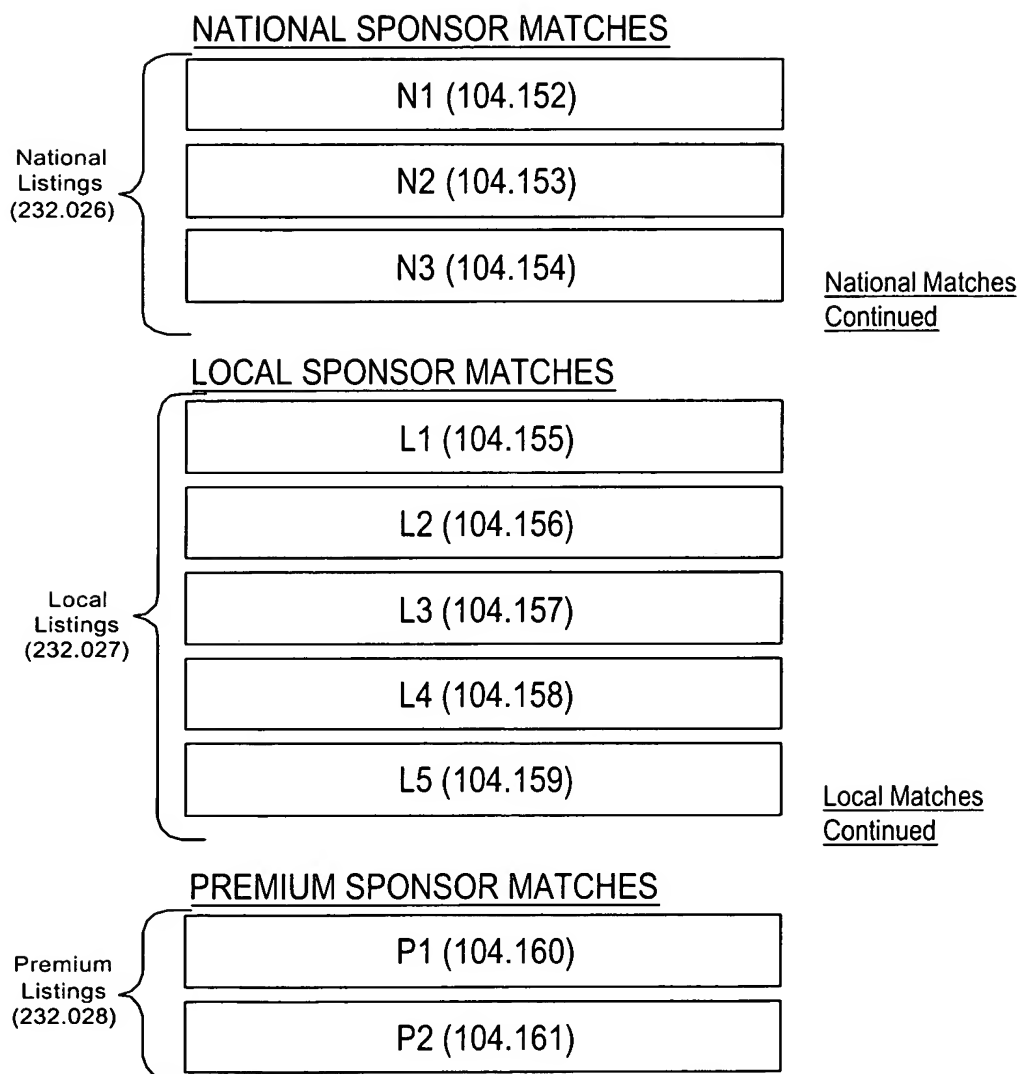 NATIONAL SPONSOR MATCHES
N1 (104.152)
N2 (104.153)
N3 (104.154)
National
Listings
(232.026)
National Matches
Continued
LOCAL SPONSOR MATCHES
L1 (104.155)
L2 (104.156)
L3 (104.157)
L4 (104.158)
L5 (104.159)
Local
Listings
(232.027)
Local Matches
Continued
PREMIUM SPONSOR MATCHES
P1 (104.160)
P2 (104.161)
Premium
Listings
(232.028)